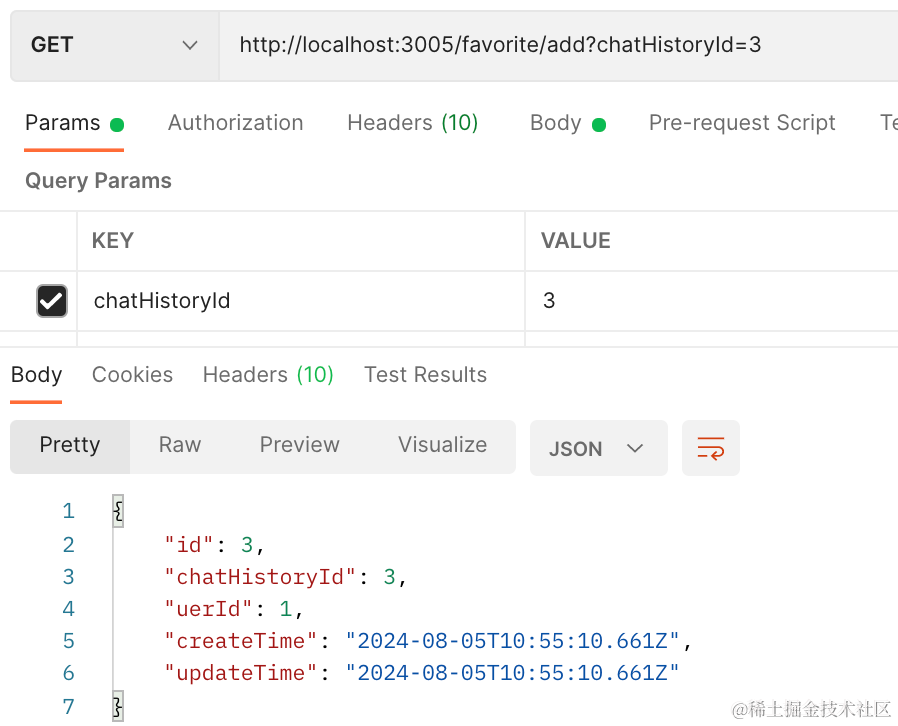 GET http://localhost:3005/favorite/add?chatHistoryId=3
Params Authorization Headers (10) Body Pre-request Script Te
Query Params
KEY VALUE
chatHistoryId 3
Body Cookies Headers (10) Test Results
Pretty Raw Preview Visualize JSON
1 {
2 "id": 3,
3 "chatHistoryId": 3,
4 "uerId": 1,
5 "createTime": "2024-08-05T10:55:10.661Z",
6 "updateTime": "2024-08-05T10:55:10.661Z"
7 }
@稀土掘金技术社区